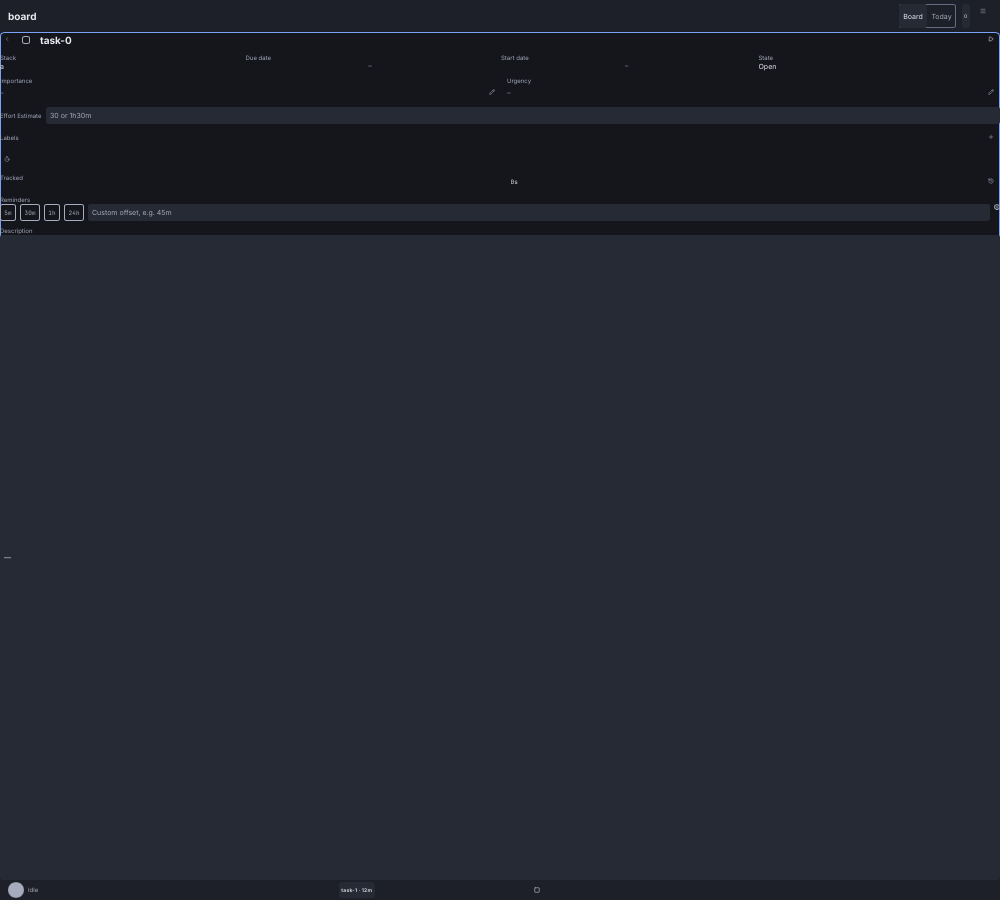 board
Board Today 0
task-0
Stack Due date Start date State
a – – Open
Importance Urgency
– –
Effort Estimate 30 or 1h30m
Labels +
Tracked
0s
Reminders
5m 30m 1h 24h Custom offset, e.g. 45m
Description
—
Idle task-1 · 12m